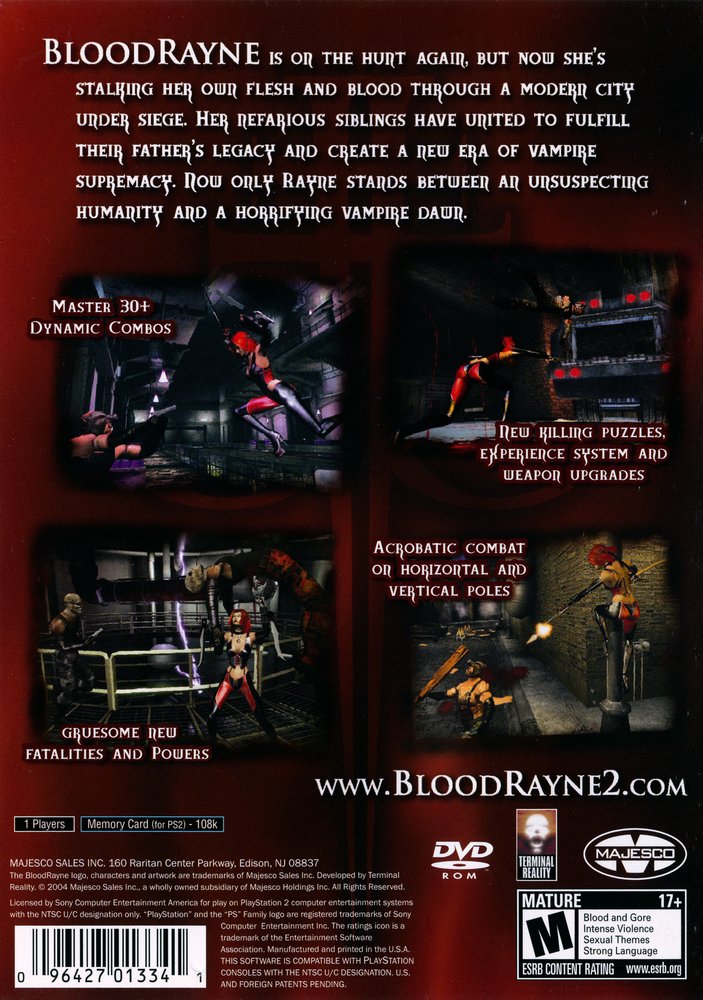 BLOODRAYNE IS ON THE HUNT AGAIN, BUT NOW SHE'S
STALKING HER OWN FLESH AND BLOOD THROUGH A MODERN CITY
UNDER SIEGE. HER NEFARIOUS SIBLINGS HAVE UNITED TO FULFILL
THEIR FATHER'S LEGACY AND CREATE A NEW ERA OF VAMPIRE
SUPREMACY. NOW ONLY RAYNE STANDS BETWEEN AN UNSUSPECTING
HUMANITY AND A HORRIFYING VAMPIRE DAWN.
MASTER 30+
DYNAMIC COMBOS
NEW KILLING PUZZLES,
EXPERIENCE SYSTEM AND
WEAPON UPGRADES
GRUESOME NEW
FATALITIES AND POWERS
ACROBATIC COMBAT
ON HORIZONTAL AND
VERTICAL POLES
WWW.BLOODRAYNE2.COM
1 Players
Memory Card (for PS2) - 108k
DVD
ROM
TERMINAL
REALITY
MAJESCO
MAJESCO SALES INC. 160 Raritan Center Parkway, Edison, NJ 08837
The BloodRayne logo, characters and artwork are trademarks of Majesco Sales Inc. Developed by Terminal
Reality. © 2004 Majesco Sales Inc., a wholly owned subsidiary of Majesco Holdings Inc. All Rights Reserved.
Licensed by Sony Computer Entertainment America for play on PlayStation 2 computer entertainment systems
with the NTSC U/C designation only. "PlayStation" and the "PS" Family logo are registered trademarks of Sony
Computer Entertainment Inc. The ratings icon is a
trademark of the Entertainment Software
Association. Manufactured and printed in the U.S.A.
THIS SOFTWARE IS COMPATIBLE WITH PLAYSTATION
CONSOLES WITH THE NTSC U/C DESIGNATION. U.S.
AND FOREIGN PATENTS PENDING.
0 96427 01334 1
MATURE 17+
M
Blood and Gore
Intense Violence
Sexual Themes
Strong Language
ESRB CONTENT RATING www.esrb.org